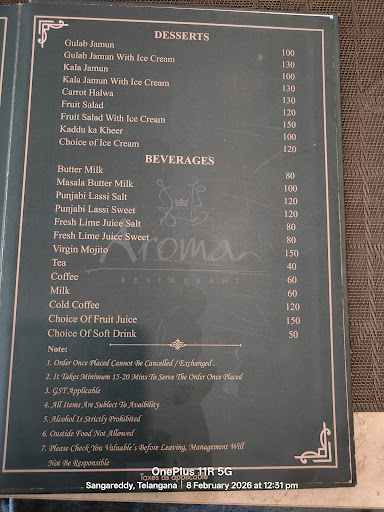 DESSERTS
Gulab Jamun 100
Gulab Jamun With Ice Cream 130
Kala Jamun 100
Kala Jamun With Ice Cream 130
Carrot Halwa 130
Fruit Salad 120
Fruit Salad With Ice Cream 150
Kaddu ka Kheer 100
Choice of Ice Cream 120
BEVERAGES
Butter Milk 80
Masala Butter Milk 100
Punjabi Lassi Salt 120
Punjabi Lassi Sweet 120
Fresh Lime Juice Salt 80
Fresh Lime Juice Sweet 80
Virgin Mojito 150
Tea 40
Coffee 60
Milk 60
Cold Coffee 120
Choice Of Fruit Juice 150
Choice Of Soft Drink 50
Aroma
RESTAURANT
Note:
1. Order Once Placed Cannot Be Cancelled / Exchanged .
2. It Takes Minimum 15-20 Mins To Serve The Order Once Placed
3. GST Applicable
4. All Items Are Subject To Avaibility
5. Alcohol Is Strictly Prohibited
6. Oustide Food Not Allowed
7. Please Check You Valuable's Before Leaving, Management Will
Not Be Responsible
Taxes as applicable
OnePlus 11R 5G
Sangareddy, Telangana | 8 February 2026 at 12:31 pm